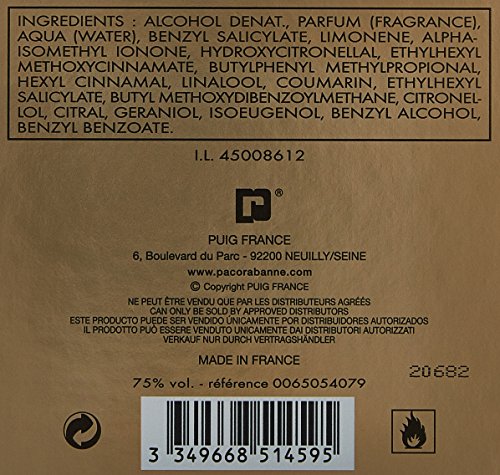 INGREDIENTS : ALCOHOL DENAT., PARFUM (FRAGRANCE),
AQUA (WATER), BENZYL SALICYLATE, LIMONENE, ALPHA-
ISOMETHYL IONONE, HYDROXYCITRONELLAL, ETHYLHEXYL
METHOXYCINNAMATE, BUTYLPHENYL METHYLPROPIONAL,
HEXYL CINNAMAL, LINALOOL, COUMARIN, ETHYLHEXYL
SALICYLATE, BUTYL METHOXYDIBENZOYLMETHANE, CITRONEL-
LOL, CITRAL, GERANIOL, ISOEUGENOL, BENZYL ALCOHOL,
BENZYL BENZOATE.
I.L. 45008612
®
PUIG FRANCE
6, Boulevard du Parc - 92200 NEUILLY/SEINE
www.pacorabanne.com
© Copyright PUIG FRANCE
NE PEUT ÊTRE VENDU QUE PAR LES DISTRIBUTEURS AGRÉÉS
CAN ONLY BE SOLD BY APPROVED DISTRIBUTORS
ESTE PRODUCTO PUEDE SER VENDIDO ÚNICAMENTE POR DISTRIBUIDORES AUTORIZADOS
IL PRODOTTO PUÒ ESSERE VENDUTO UNICAMENTE DAI DISTRIBUTORI AUTORIZZATI
VERKAUF NUR DURCH VERTRAGSHÄNDLER
MADE IN FRANCE
20682
75% vol. - référence 0065054079
3 349668 514595